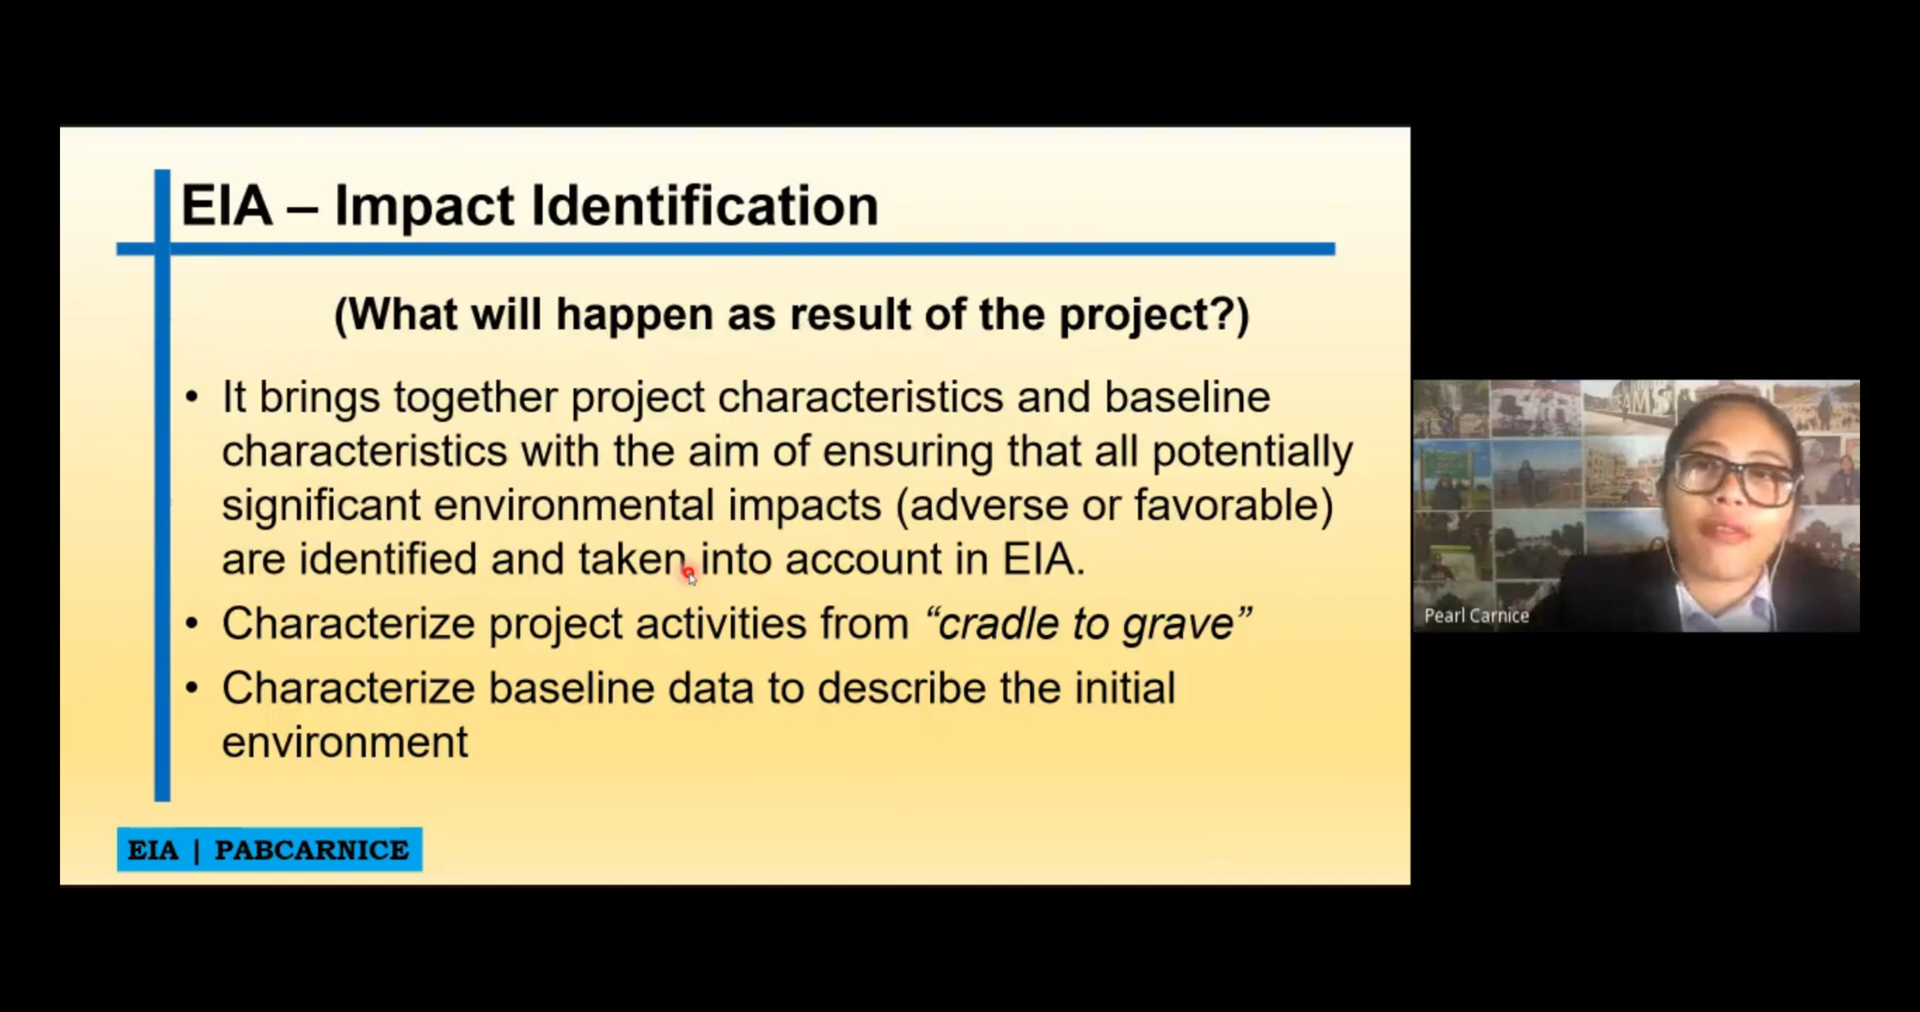 EIA – Impact Identification
(What will happen as result of the project?)
• It brings together project characteristics and baseline
characteristics with the aim of ensuring that all potentially
significant environmental impacts (adverse or favorable)
are identified and taken into account in EIA.
• Characterize project activities from “cradle to grave”
• Characterize baseline data to describe the initial
environment
EIA | PABCARNICE
Pearl Carnice